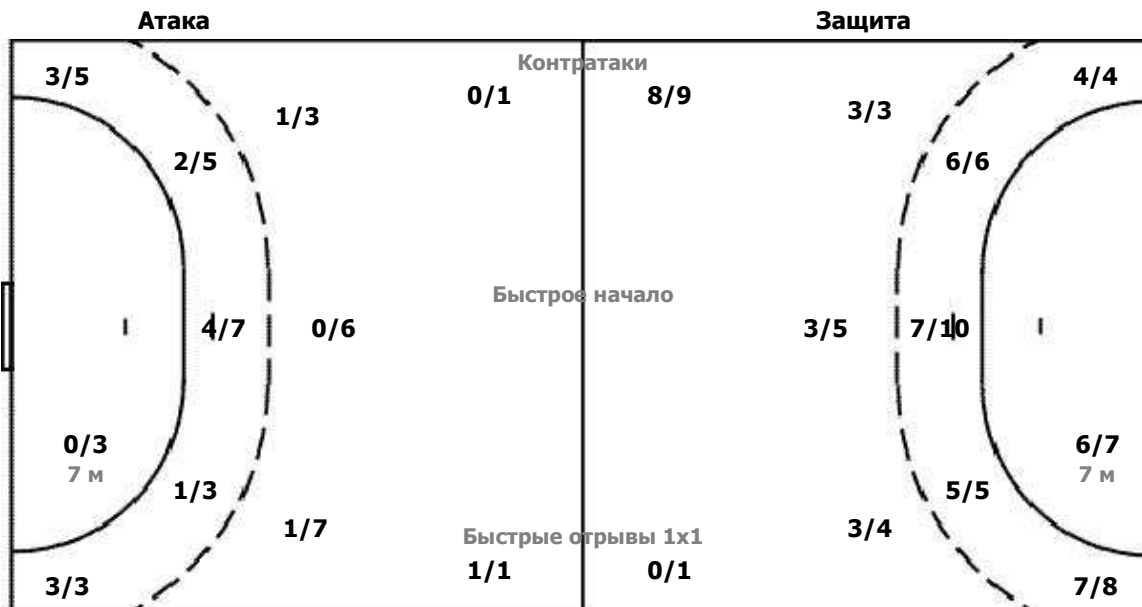 Атака Защита
Контратаки
3/5 4/4
0/1 8/9
1/3 3/3
2/5 6/6
Быстрое начало
4/7 0/6 3/5 7/10
0/3 6/7
7 м 7 м
1/3 5/5
1/7 3/4
Быстрые отрывы 1x1
1/1 0/1
3/3 7/8